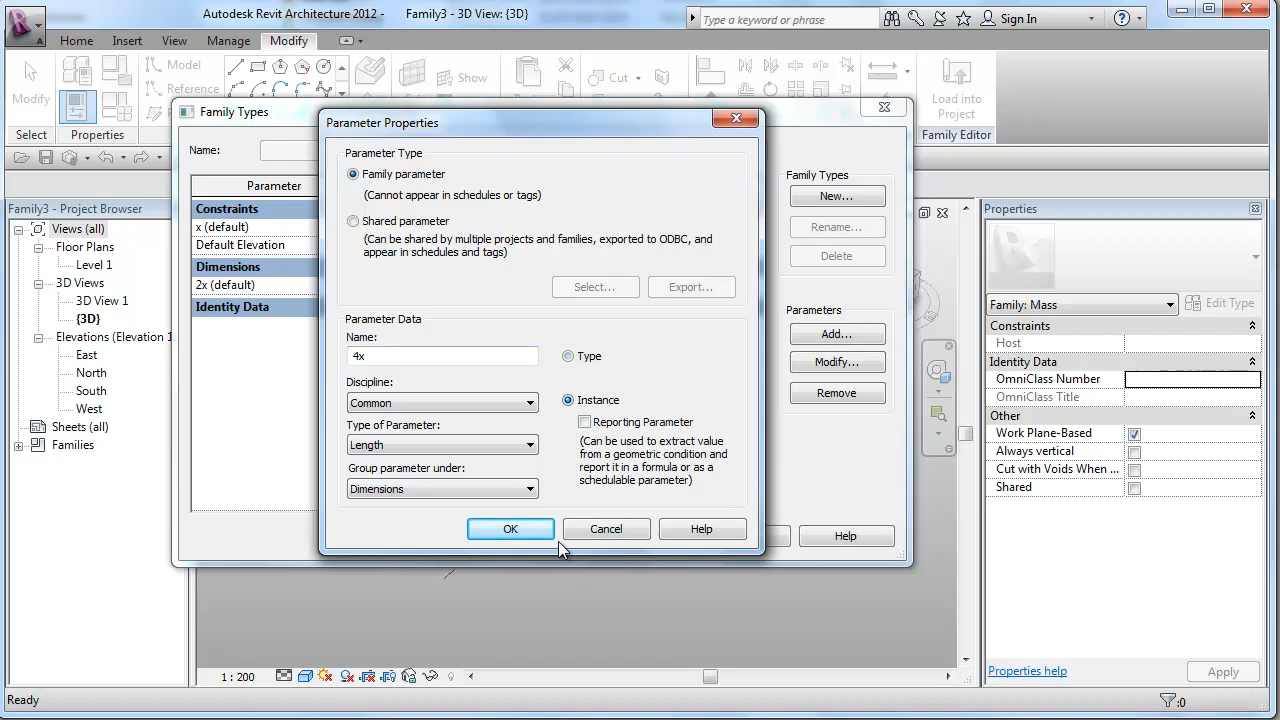 Autodesk Revit Architecture 2012 - Family3 - 3D View: {3D}
Type a keyword or phrase
Sign In
Home Insert View Manage Modify
Modify
Model
Reference
Show
Cut
Load into
Project
Select Properties Family Editor
Family Types
Name:
Parameter
Constraints
x (default)
Default Elevation
Dimensions
2x (default)
Identity Data
Family Types
New...
Rename...
Delete
Parameters
Add...
Modify...
Remove
Help
Parameter Properties
Parameter Type
Family parameter
(Cannot appear in schedules or tags)
Shared parameter
(Can be shared by multiple projects and families, exported to ODBC, and
appear in schedules and tags)
Select... Export...
Parameter Data
Name:
4x
Type
Discipline:
Common
Instance
Reporting Parameter
(Can be used to extract value
from a geometric condition and
report it in a formula or as a
schedulable parameter)
Type of Parameter:
Length
Group parameter under:
Dimensions
OK Cancel Help
Family3 - Project Browser
Views (all)
Floor Plans
Level 1
3D Views
3D View 1
{3D}
Elevations (Elevation 1
East
North
South
West
Sheets (all)
Families
Properties
Family: Mass
Edit Type
Constraints
Host
Identity Data
OmniClass Number
OmniClass Title
Other
Work Plane-Based
Always vertical
Cut with Voids When ...
Shared
Properties help
Apply
1 : 200
Ready
:0